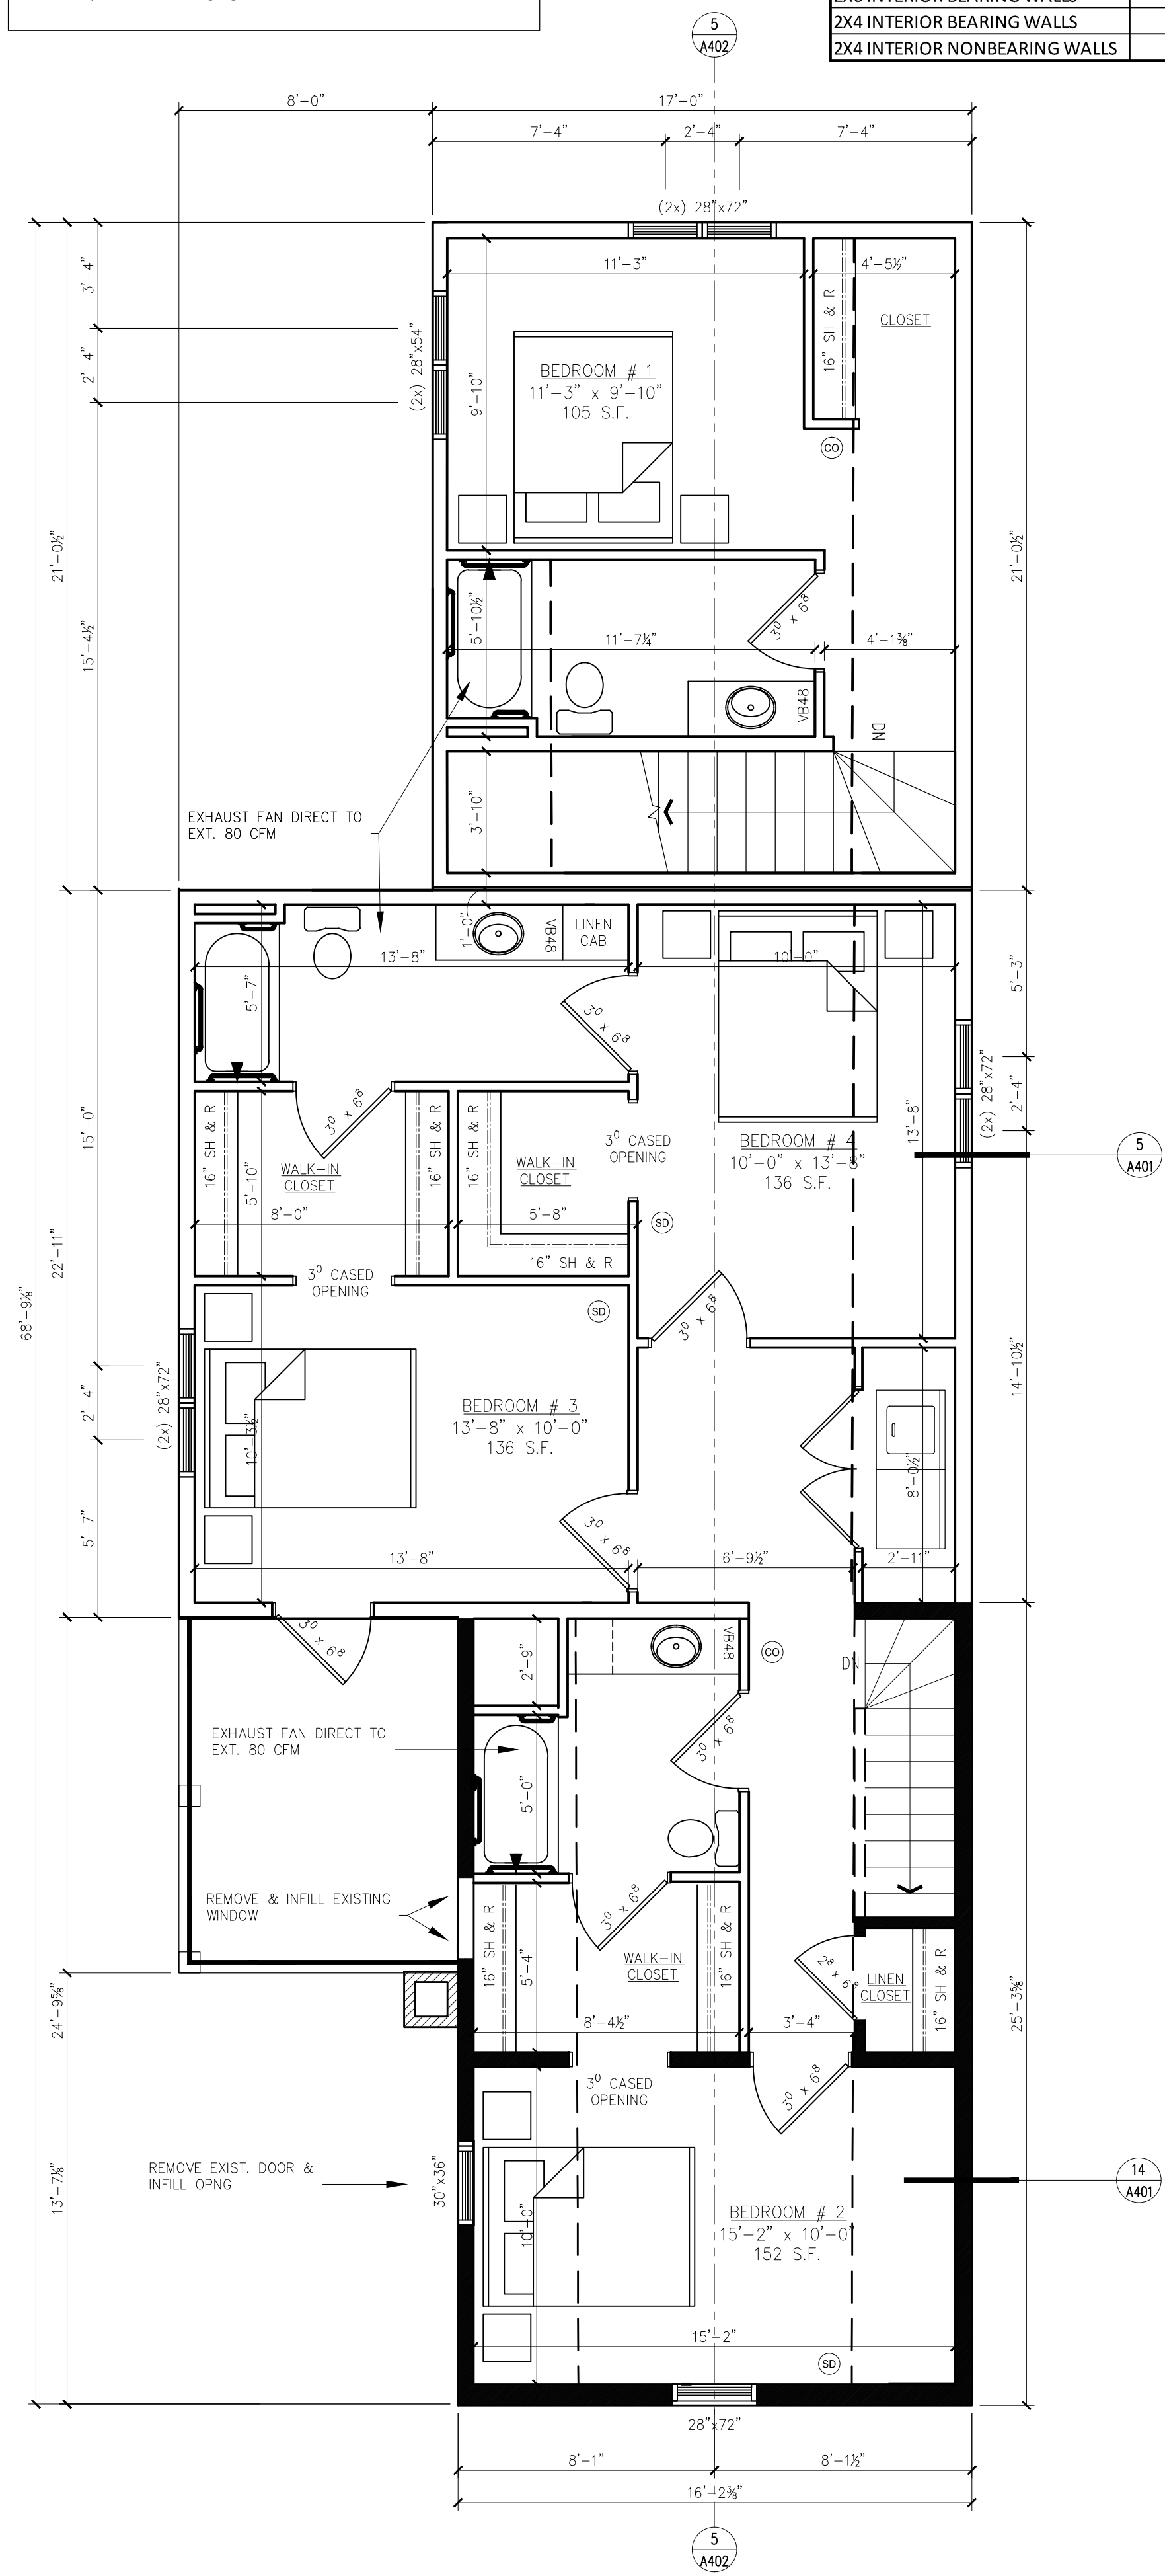 2X4 INTERIOR BEARING WALLS
2X4 INTERIOR NONBEARING WALLS
5
A402
8'-0"
17'-0"
7'-4"
2'-4"
7'-4"
(2x) 28"x72"
3'-4"
2'-4"
(2x) 28"x54"
11'-3"
4'-5½"
16" SH & R
CLOSET
BEDROOM # 1
11'-3" x 9'-10"
105 S.F.
9'-10"
CO
21'-0½"
21'-0½"
15'-4½"
5'-10½"
11'-7¼"
3⁰ x 6⁸
4'-1⅜"
VB48
DN
3'-10"
EXHAUST FAN DIRECT TO
EXT. 80 CFM
1'-0"
VB48
LINEN
CAB
13'-8"
10'-0"
5'-7"
3⁰ x 6⁸
5'-3"
2'-4"
(2x) 28"x72"
15'-0"
3⁰ x 6⁸
16" SH & R
16" SH & R
16" SH & R
3⁰ CASED
OPENING
BEDROOM # 4
10'-0" x 13'-8"
136 S.F.
13'-8"
5
A401
WALK-IN
CLOSET
5'-10"
8'-0"
WALK-IN
CLOSET
5'-8"
16" SH & R
SD
22'-11"
68'-9⅛"
3⁰ CASED
OPENING
SD
3⁰ x 6⁸
14'-10½"
(2x) 28"x72"
2'-4"
5'-7"
BEDROOM # 3
13'-8" x 10'-0"
136 S.F.
10'-3½"
8'-0½"
3⁰ x 6⁸
13'-8"
6'-9½"
2'-11"
3⁰ x 6⁸
2'-9"
VB48
CO
DN
EXHAUST FAN DIRECT TO
EXT. 80 CFM
3⁰ x 6⁸
5'-0"
REMOVE & INFILL EXISTING
WINDOW
16" SH & R
5'-4"
3⁰ x 6⁸
WALK-IN
CLOSET
16" SH & R
2⁸ x 6⁸
LINEN
CLOSET
16" SH & R
24'-9⅝"
25'-3⅝"
8'-4½"
3'-4"
3⁰ CASED
OPENING
3⁰ x 6⁸
13'-7⅛"
REMOVE EXIST. DOOR &
INFILL OPNG
30"x36"
10'-0"
BEDROOM # 2
15'-2" x 10'-0"
152 S.F.
14
A401
15'-2"
SD
28"x72"
8'-1"
8'-1½"
16'-2⅜"
5
A402